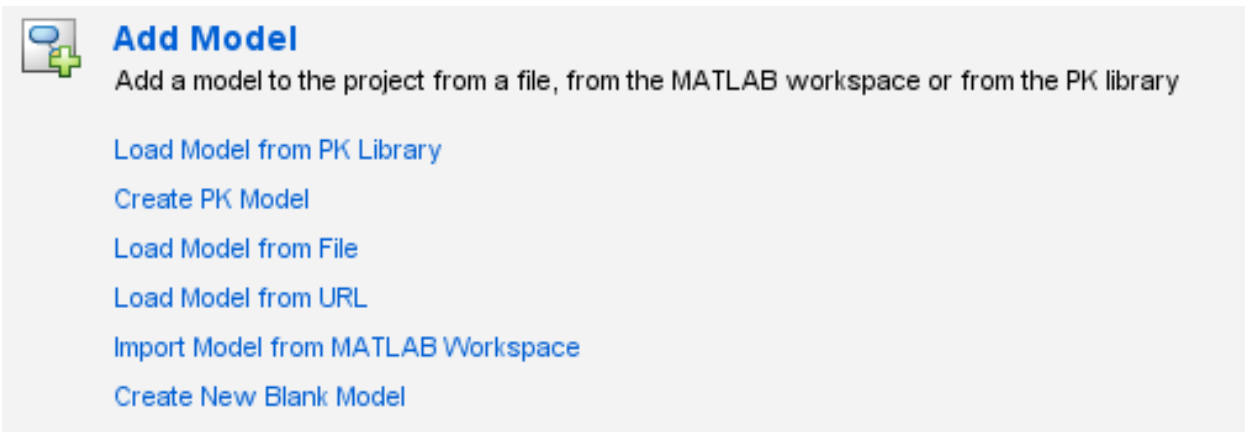 Add Model
Add a model to the project from a file, from the MATLAB workspace or from the PK library
Load Model from PK Library
Create PK Model
Load Model from File
Load Model from URL
Import Model from MATLAB Workspace
Create New Blank Model